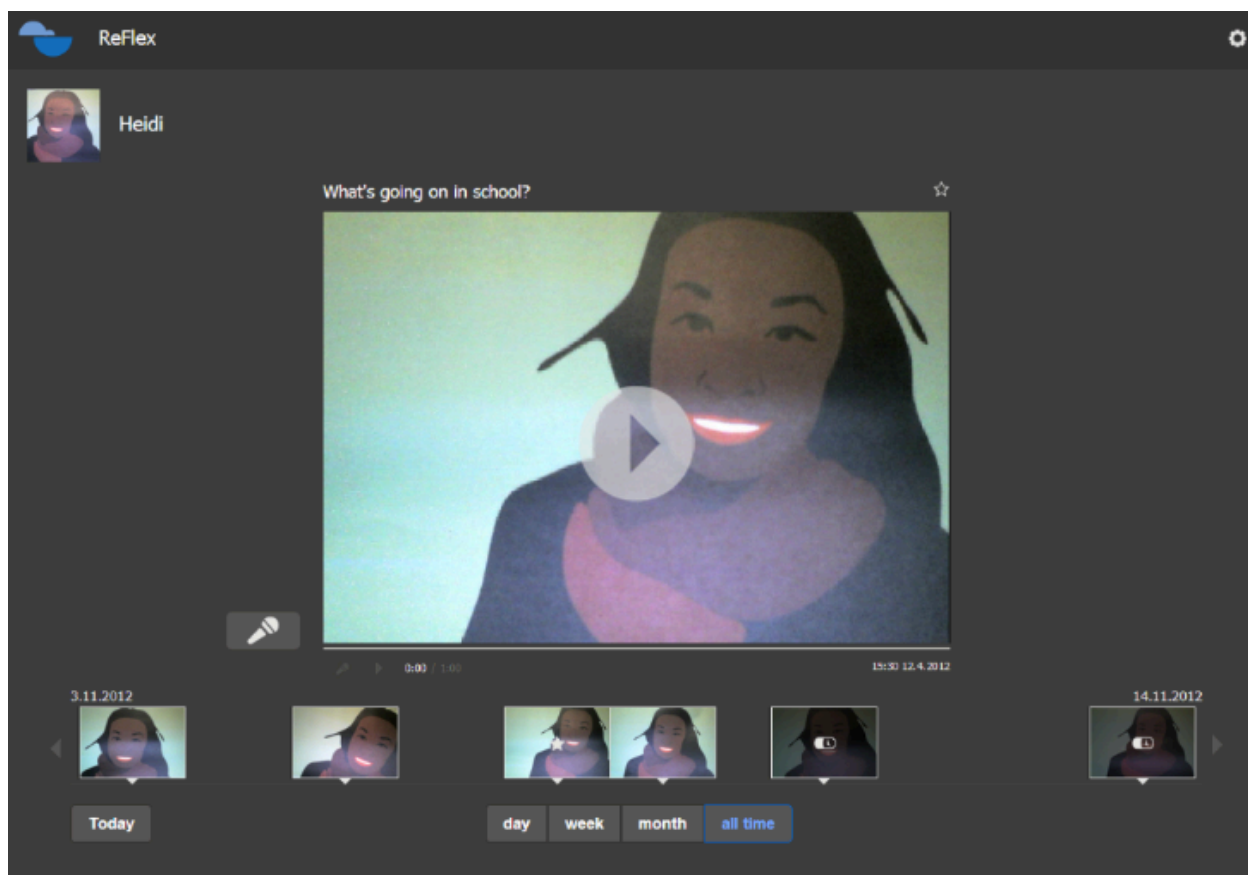 ReFlex
Heidi
What's going on in school?
0:00 / 1:00
15:30 12.4.2012
3.11.2012
14.11.2012
Today
day week month all time